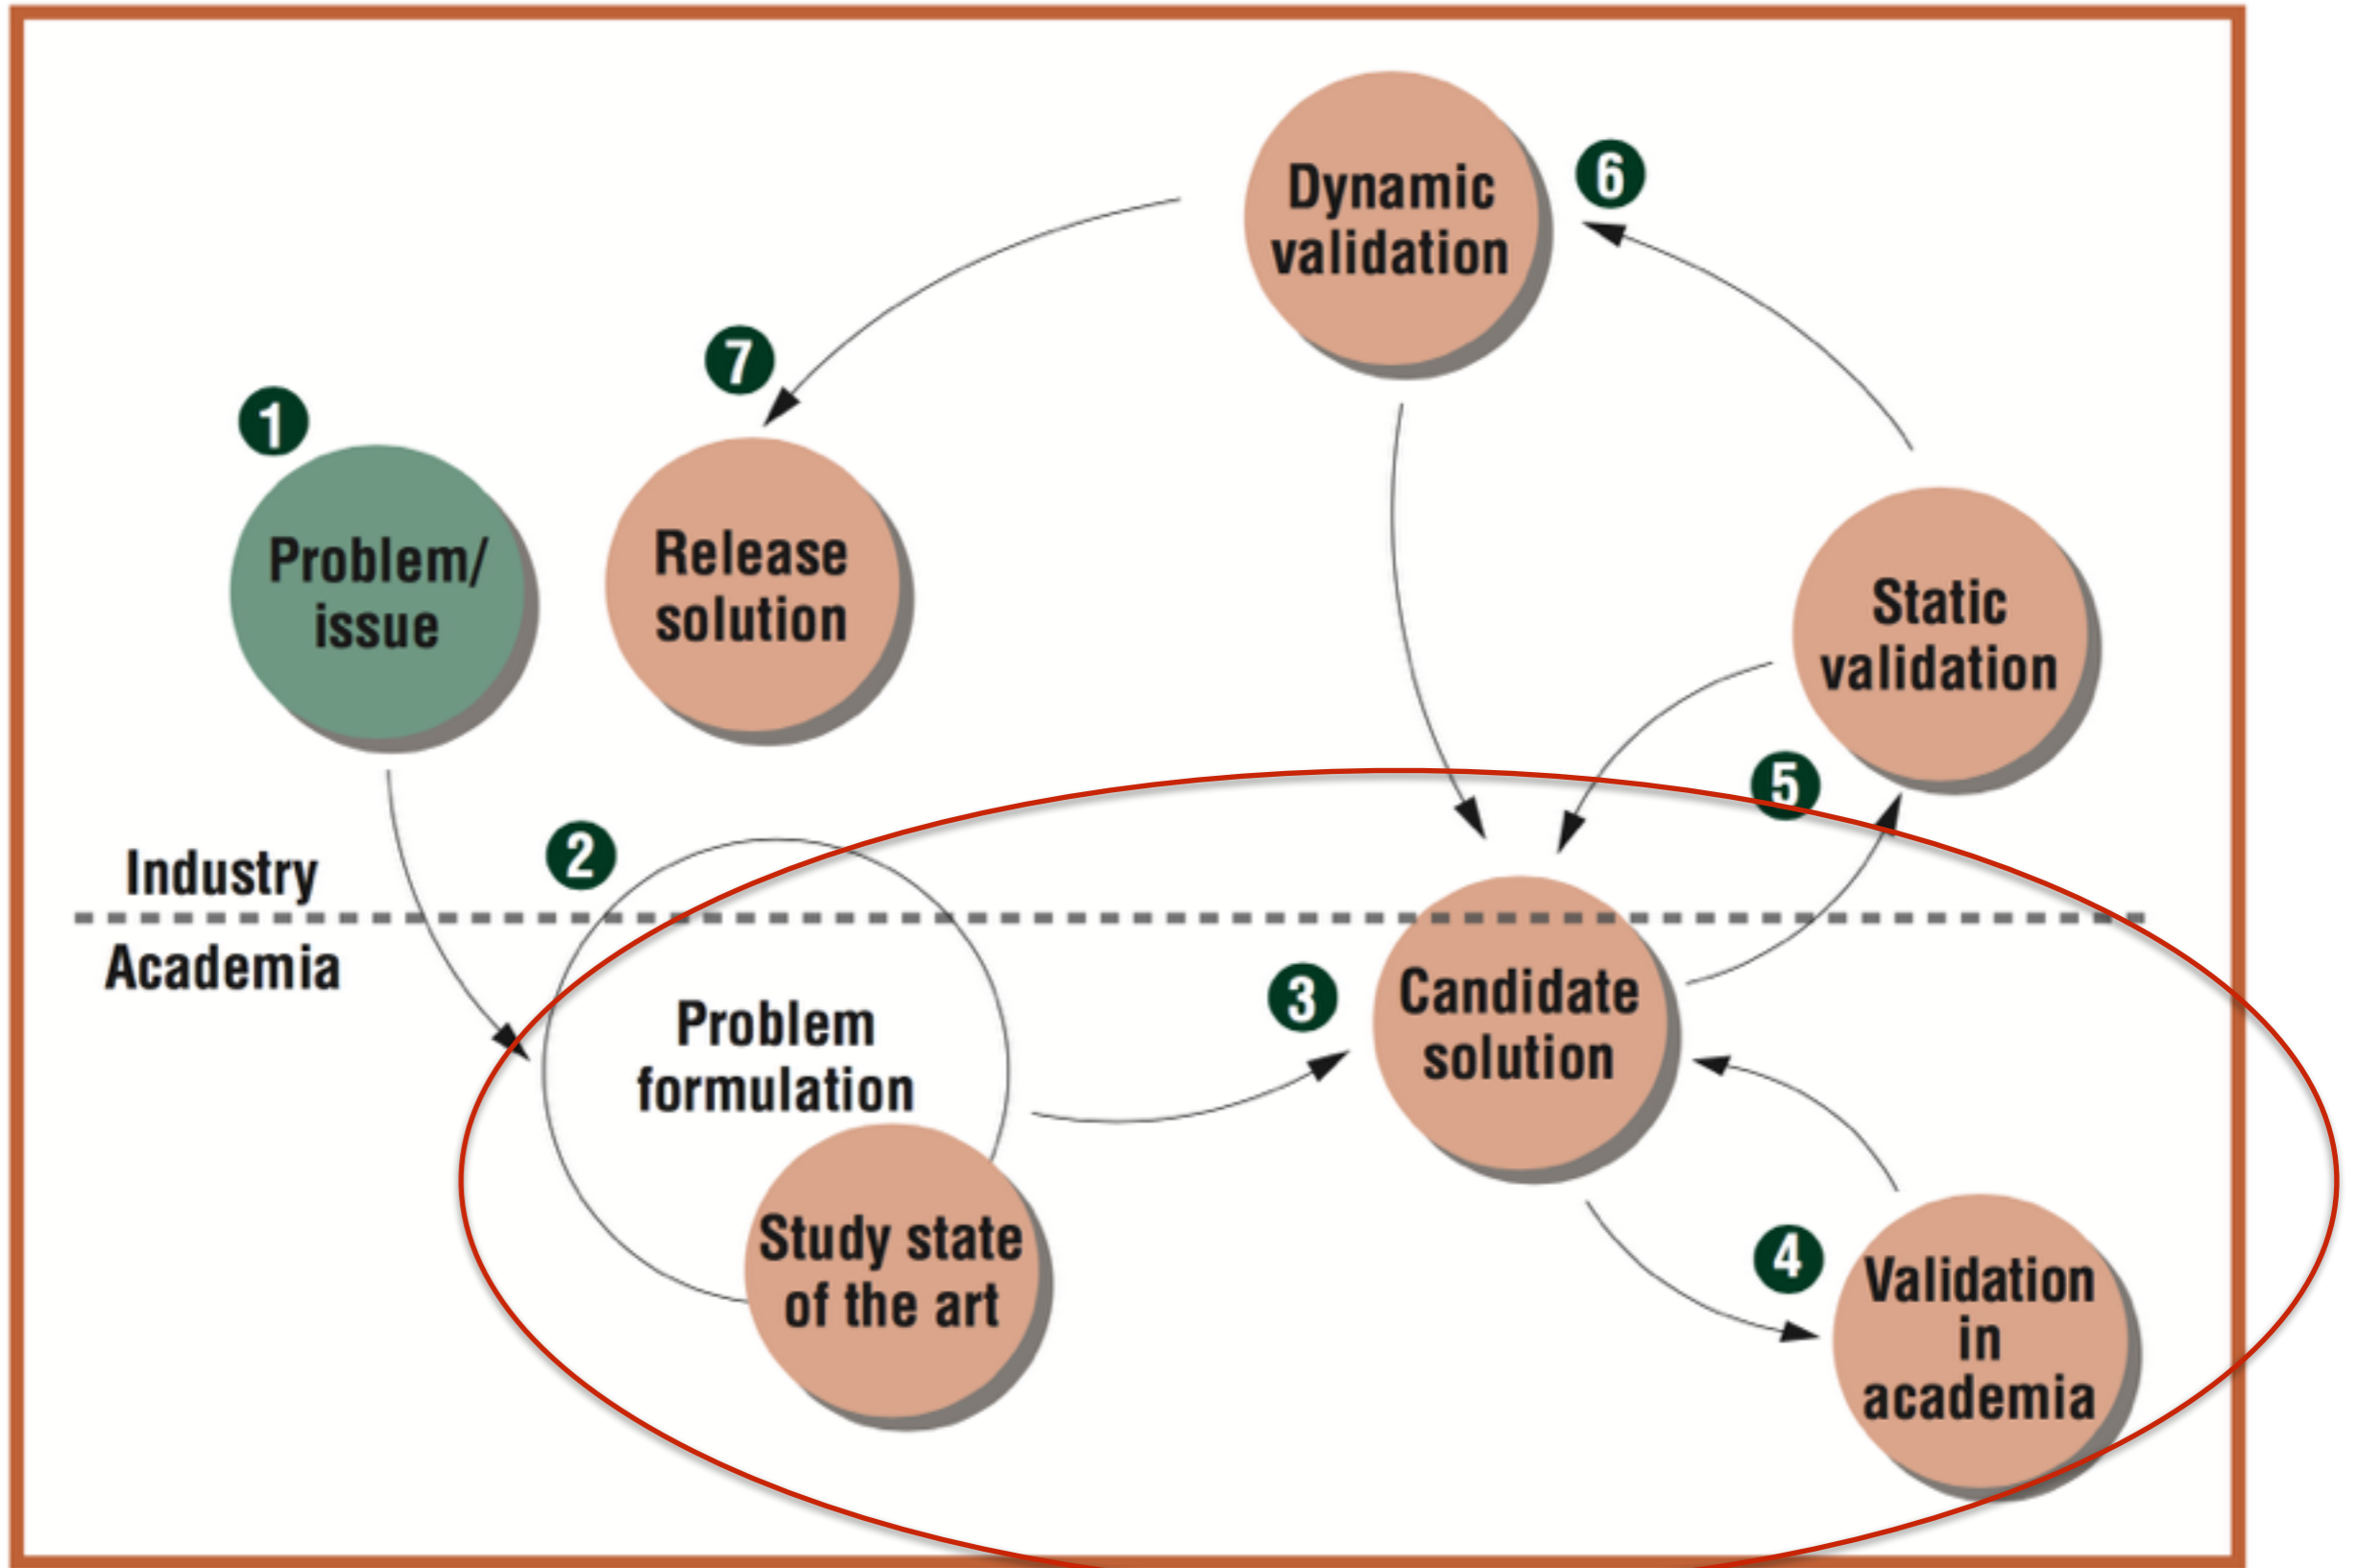 Dynamic
validation
6
7
1
Problem/
issue
Release
solution
Static
validation
5
2
Industry
Academia
Problem
formulation
3
Candidate
solution
Study state
of the art
4
Validation
in
academia